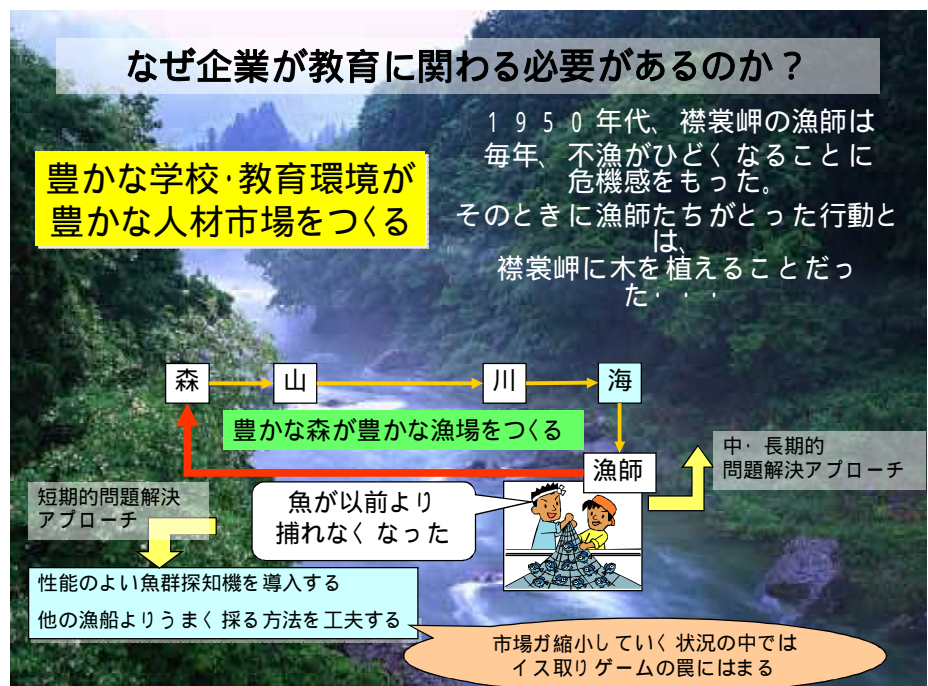 なぜ企業が教育に関わる必要があるのか？
豊かな学校・教育環境が
豊かな人材市場をつくる
１９５０年代、襟裳岬の漁師は
毎年、不漁がひどくなることに
危機感をもった。
そのときに漁師たちがとった行動と
は、
襟裳岬に木を植えることだっ
た・・・
森
山
川
海
豊かな森が豊かな漁場をつくる
漁師
中・長期的
問題解決アプローチ
短期的問題解決
アプローチ
魚が以前より
捕れなくなった
性能のよい魚群探知機を導入する
他の漁船よりうまく採る方法を工夫する
市場が縮小していく状況の中では
イス取りゲームの罠にはまる